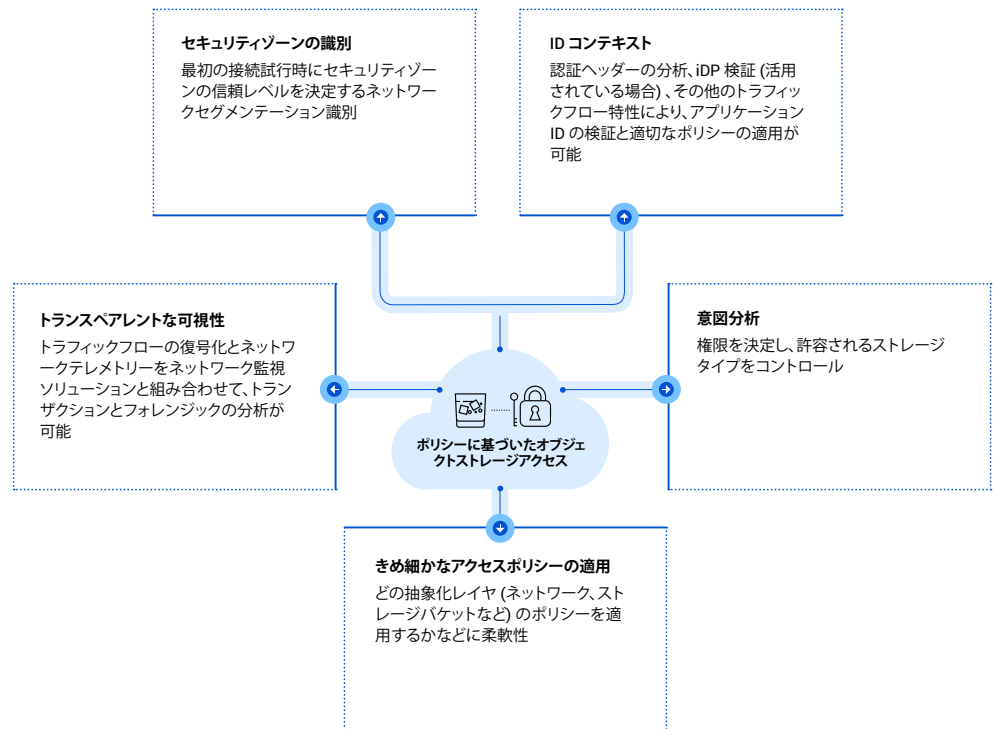 セキュリティゾーンの識別
最初の接続試行時にセキュリティゾー
ンの信頼レベルを決定するネットワー
クセグメンテーション識別
ID コンテキスト
認証ヘッダーの分析、iDP 検証 (活用
されている場合) 、その他のトラフィッ
クフロー特性により、アプリケーション
ID の検証と適切なポリシーの適用が
可能
トランスペアレントな可視性
トラフィックフローの復号化とネットワ
ークテレメトリーをネットワーク監視
ソリューションと組み合わせて、トラン
ザクションとフォレンジックの分析が
可能
意図分析
権限を決定し、許容されるストレージ
タイプをコントロール
ポリシーに基づいたオブジェ
クトストレージアクセス
きめ細かなアクセスポリシーの適用
どの抽象化レイヤ (ネットワーク、スト
レージバケットなど) のポリシーを適
用するかなどに柔軟性